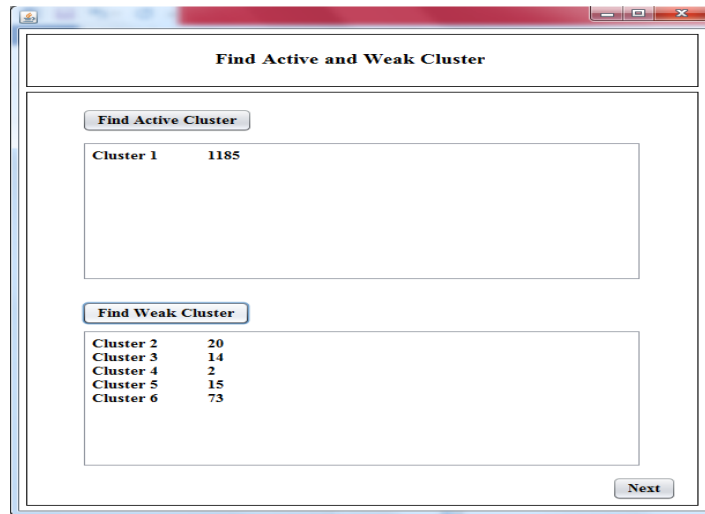 Find Active and Weak Cluster
Find Active Cluster
Cluster 1 1185
Find Weak Cluster
Cluster 2 20
Cluster 3 14
Cluster 4 2
Cluster 5 15
Cluster 6 73
Next